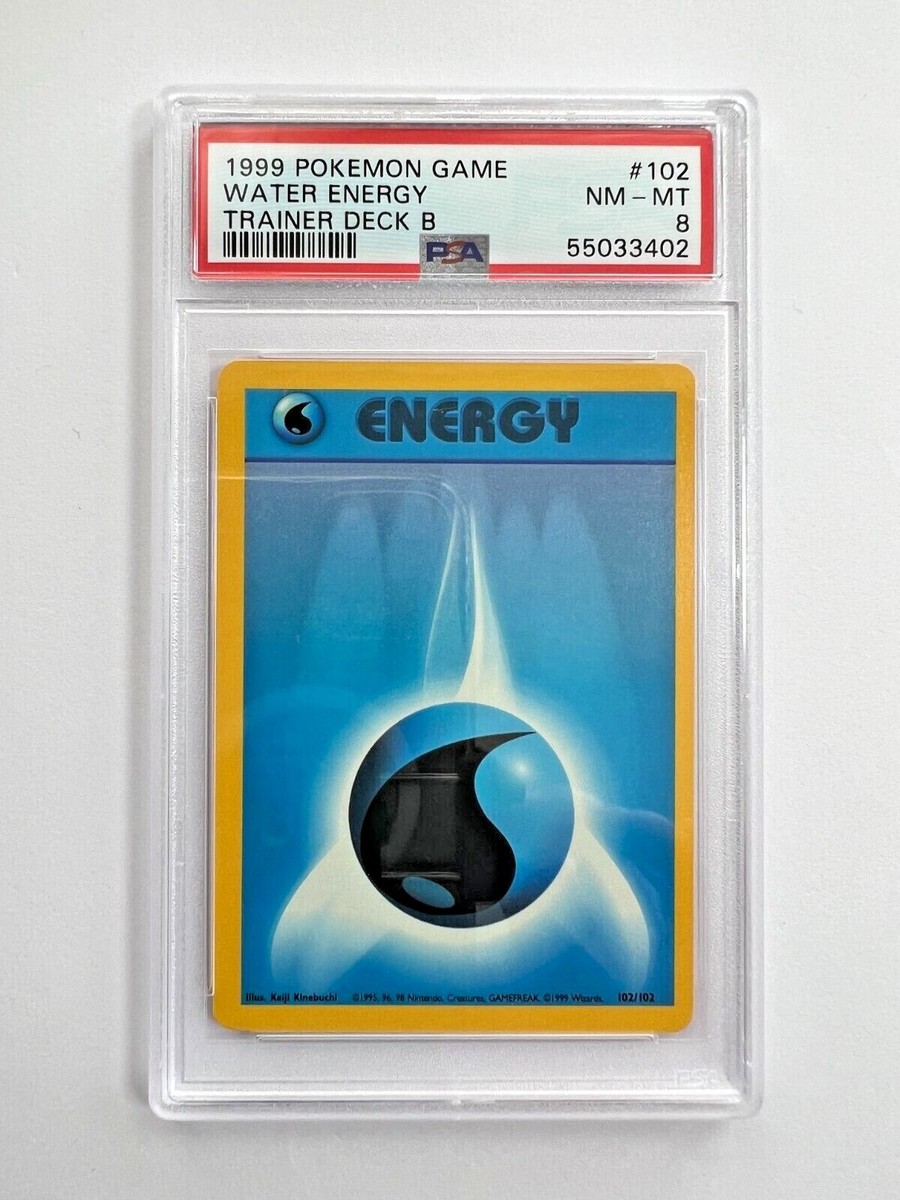 1999 POKEMON GAME #102
WATER ENERGY NM - MT
TRAINER DECK B 8
PSA 55033402
ENERGY
Illus. Keiji Kinebuchi ©1995, 96, 98 Nintendo, Creatures, GAMEFREAK. ©1999 Wizards. 102/102
PSA